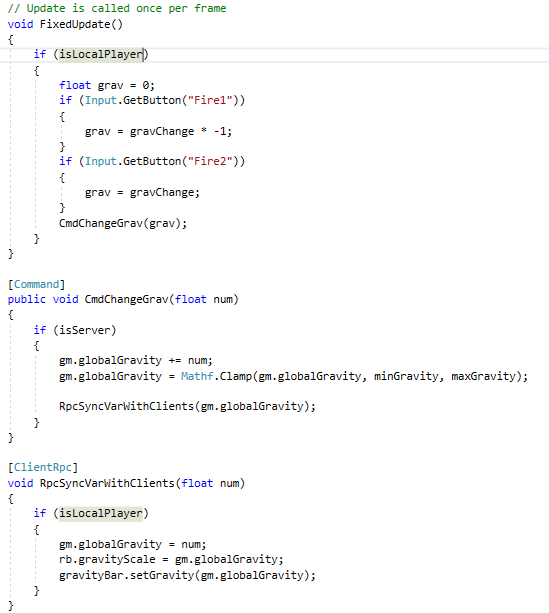 // Update is called once per frame
void FixedUpdate()
{
if (isLocalPlayer)
{
float grav = 0;
if (Input.GetButton("Fire1"))
{
grav = gravChange * -1;
}
if (Input.GetButton("Fire2"))
{
grav = gravChange;
}
CmdChangeGrav(grav);
}
}
[Command]
public void CmdChangeGrav(float num)
{
if (isServer)
{
gm.globalGravity += num;
gm.globalGravity = Mathf.Clamp(gm.globalGravity, minGravity, maxGravity);
RpcSyncVarWithClients(gm.globalGravity);
}
}
[ClientRpc]
void RpcSyncVarWithClients(float num)
{
if (isLocalPlayer)
{
gm.globalGravity = num;
rb.gravityScale = gm.globalGravity;
gravityBar.setGravity(gm.globalGravity);
}
}